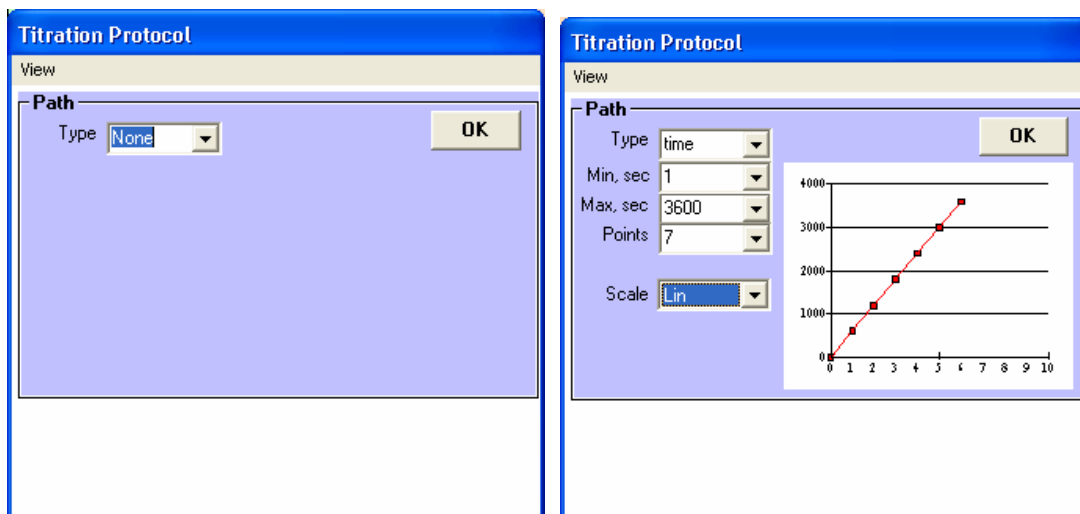 Titration Protocol
View
Path
Type None
OK
Titration Protocol
View
Path
Type time
OK
Min, sec 1
Max, sec 3600
Points 7
Scale Lin
4000
3000
2000
1000
0
0 1 2 3 4 5 6 7 8 9 10